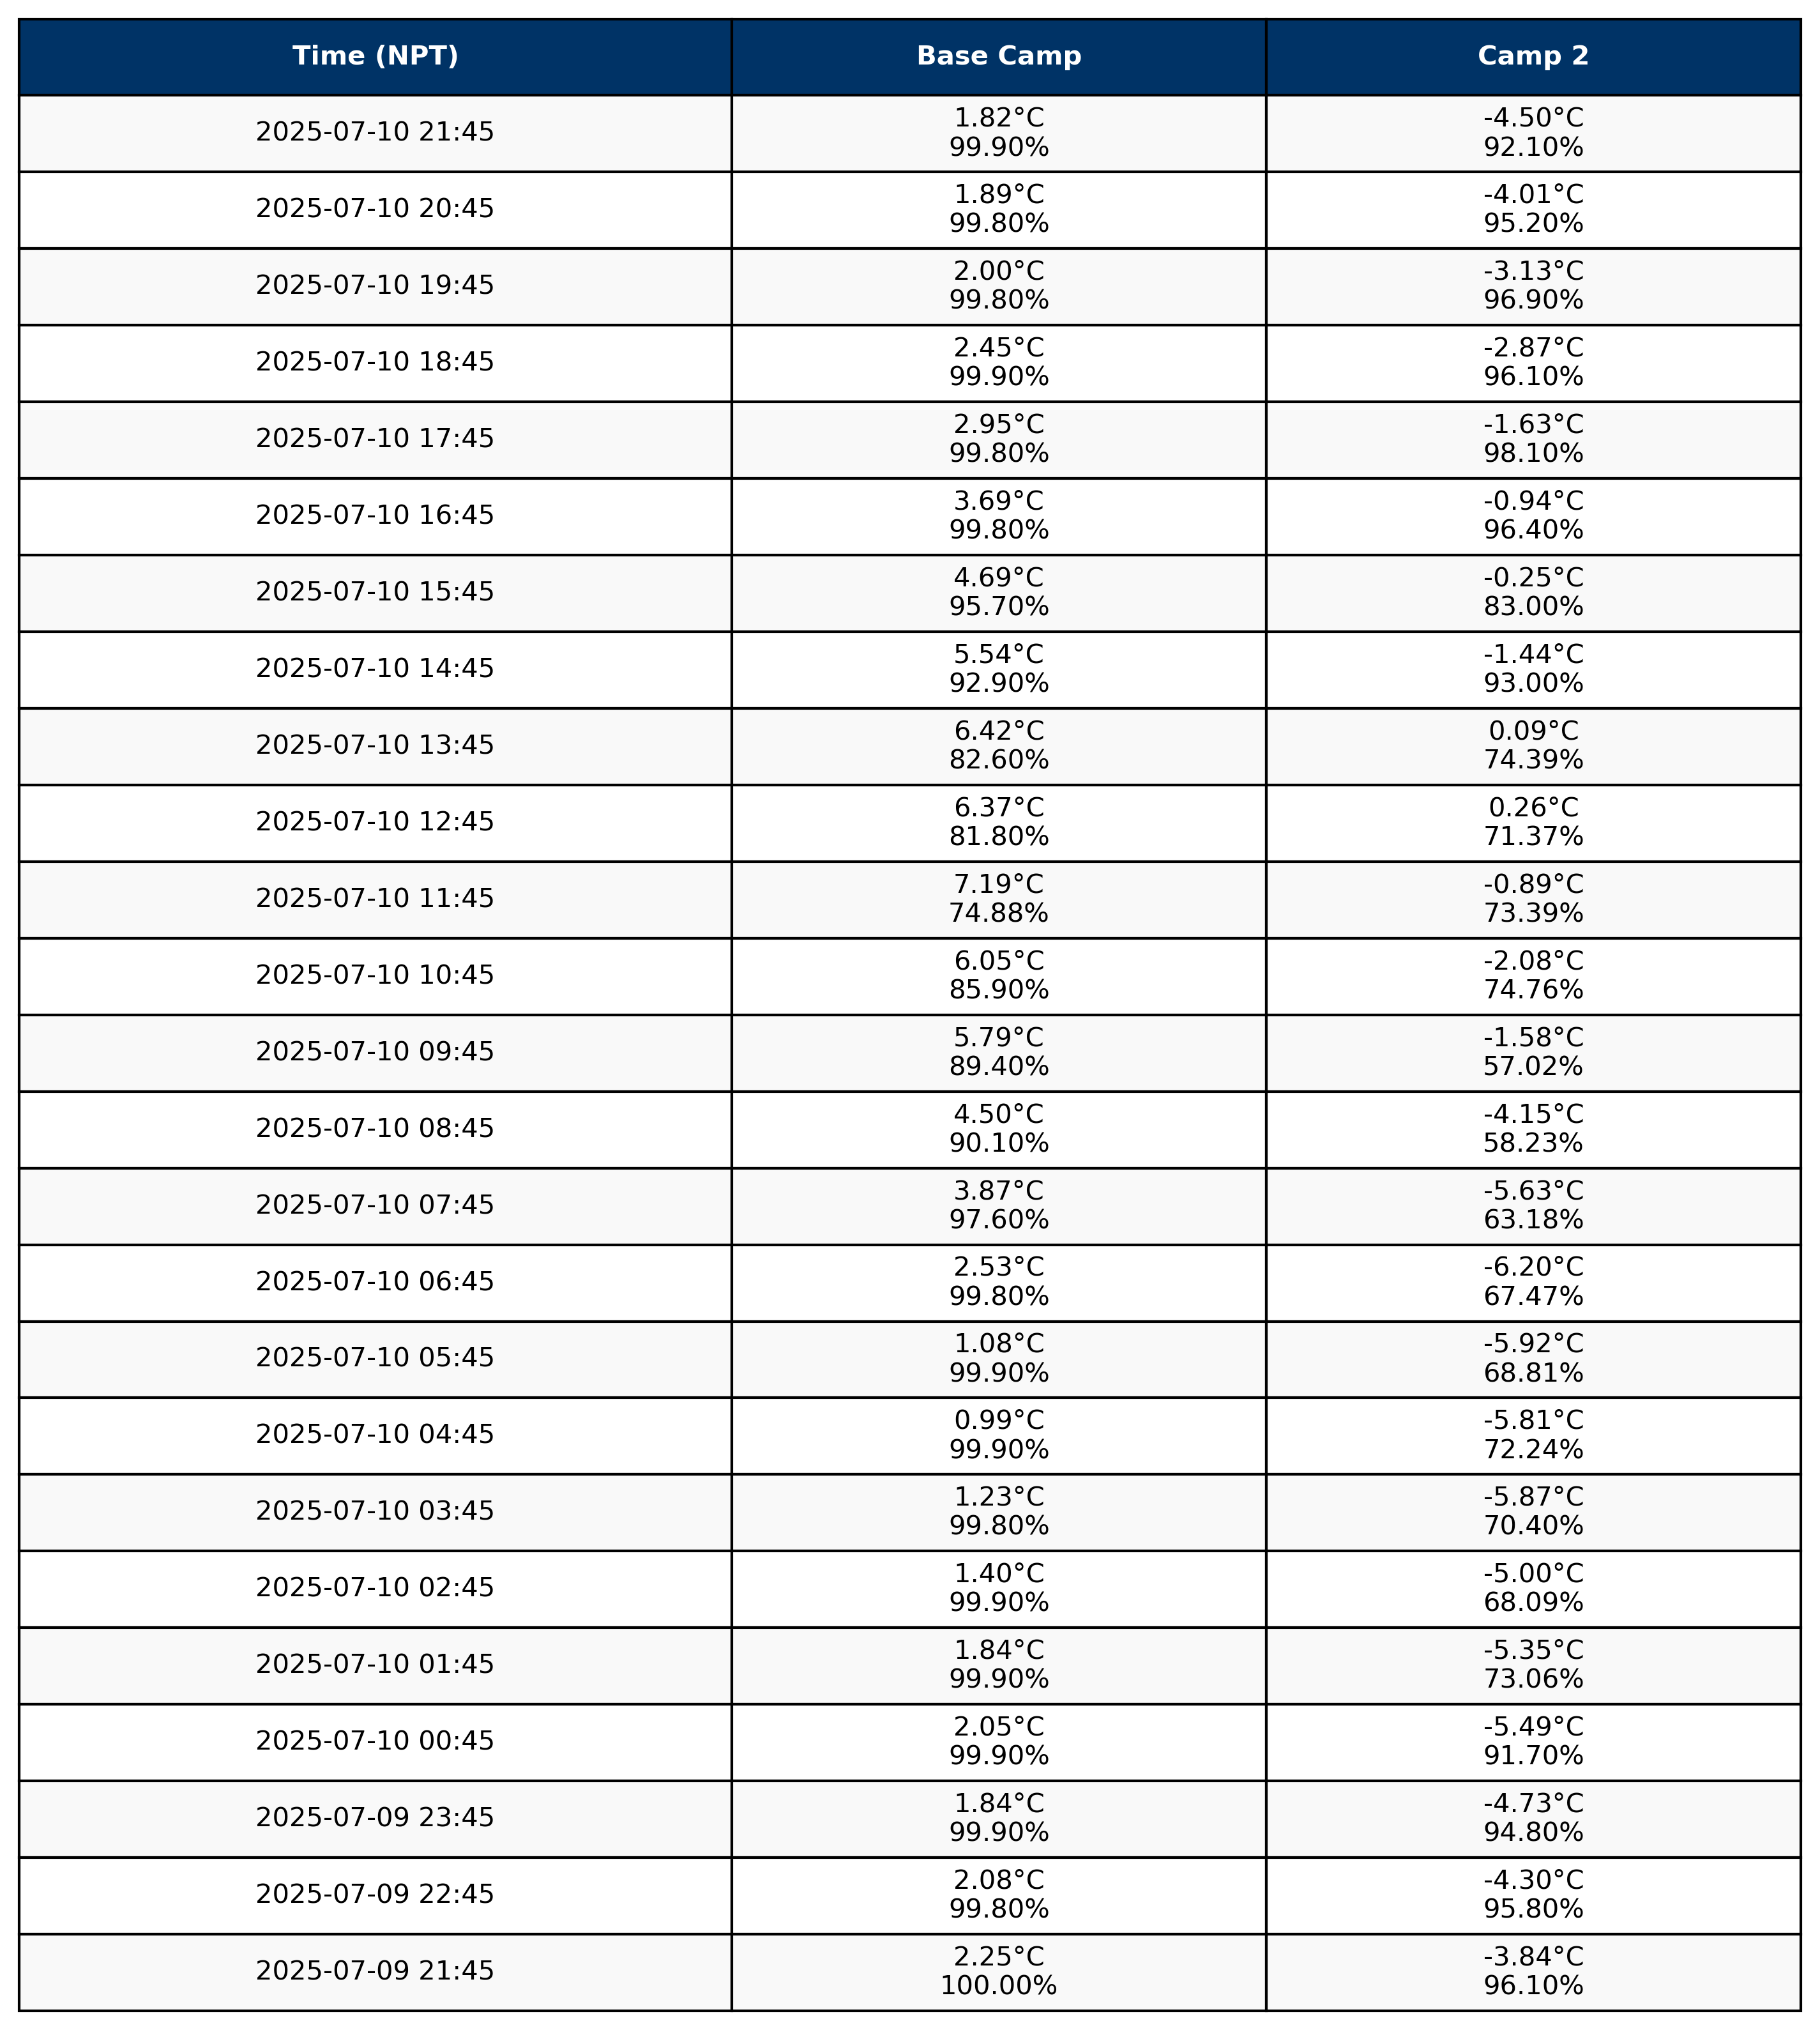 Time (NPT) Base Camp Camp 2
2025-07-10 21:45 1.82°C -4.50°C
99.90% 92.10%
2025-07-10 20:45 1.89°C -4.01°C
99.80% 95.20%
2025-07-10 19:45 2.00°C -3.13°C
99.80% 96.90%
2025-07-10 18:45 2.45°C -2.87°C
99.90% 96.10%
2025-07-10 17:45 2.95°C -1.63°C
99.80% 98.10%
2025-07-10 16:45 3.69°C -0.94°C
99.80% 96.40%
2025-07-10 15:45 4.69°C -0.25°C
95.70% 83.00%
2025-07-10 14:45 5.54°C -1.44°C
92.90% 93.00%
2025-07-10 13:45 6.42°C 0.09°C
82.60% 74.39%
2025-07-10 12:45 6.37°C 0.26°C
81.80% 71.37%
2025-07-10 11:45 7.19°C -0.89°C
74.88% 73.39%
2025-07-10 10:45 6.05°C -2.08°C
85.90% 74.76%
2025-07-10 09:45 5.79°C -1.58°C
89.40% 57.02%
2025-07-10 08:45 4.50°C -4.15°C
90.10% 58.23%
2025-07-10 07:45 3.87°C -5.63°C
97.60% 63.18%
2025-07-10 06:45 2.53°C -6.20°C
99.80% 67.47%
2025-07-10 05:45 1.08°C -5.92°C
99.90% 68.81%
2025-07-10 04:45 0.99°C -5.81°C
99.90% 72.24%
2025-07-10 03:45 1.23°C -5.87°C
99.80% 70.40%
2025-07-10 02:45 1.40°C -5.00°C
99.90% 68.09%
2025-07-10 01:45 1.84°C -5.35°C
99.90% 73.06%
2025-07-10 00:45 2.05°C -5.49°C
99.90% 91.70%
2025-07-09 23:45 1.84°C -4.73°C
99.90% 94.80%
2025-07-09 22:45 2.08°C -4.30°C
99.80% 95.80%
2025-07-09 21:45 2.25°C -3.84°C
100.00% 96.10%